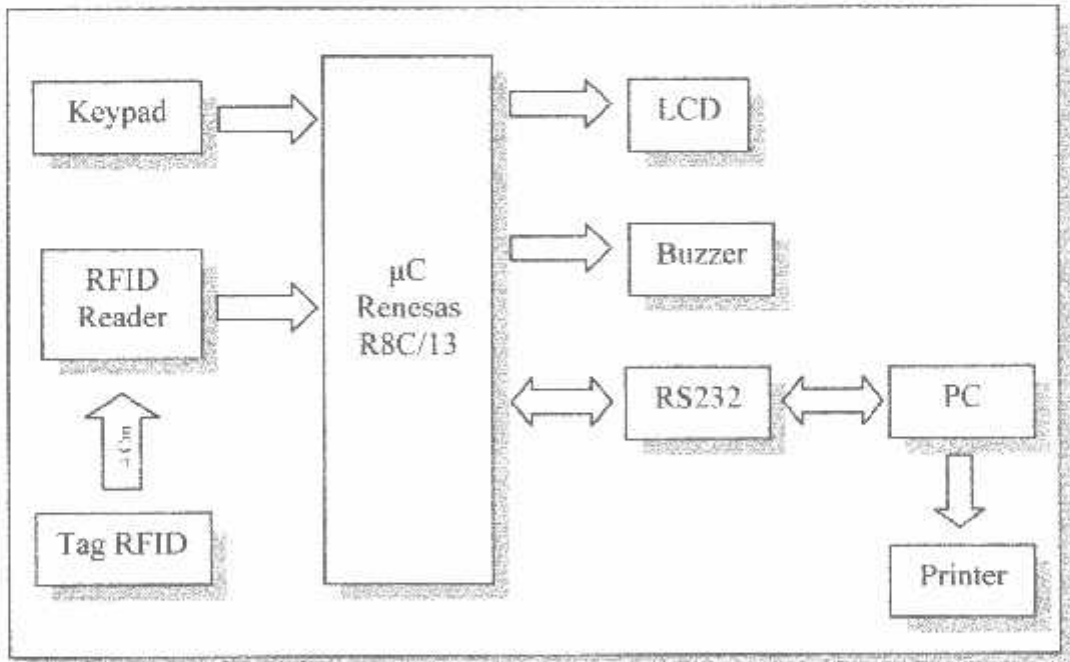 Keypad
LCD
RFID
Reader
µC
Renesas
R8C/13
Buzzer
RS232
PC
Tag RFID
Printer